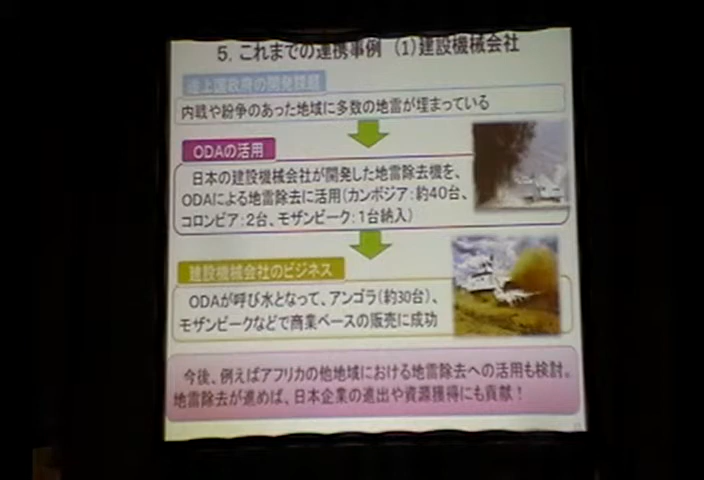 5. これまでの連携事例 (1)建設機械会社
途上国政府の開発課題
内戦や紛争のあった地域に多数の地雷が埋まっている
ODAの活用
日本の建設機械会社が開発した地雷除去機を、
ODAによる地雷除去に活用(カンボジア:約40台、
コロンビア:2台、モザンビーク:1台納入)
建設機械会社のビジネス
ODAが呼び水となって、アンゴラ(約30台)、
モザンビークなどで商業ベースの販売に成功
今後、例えばアフリカの他地域における地雷除去への活用も検討。
地雷除去が進めば、日本企業の進出や資源獲得にも貢献!